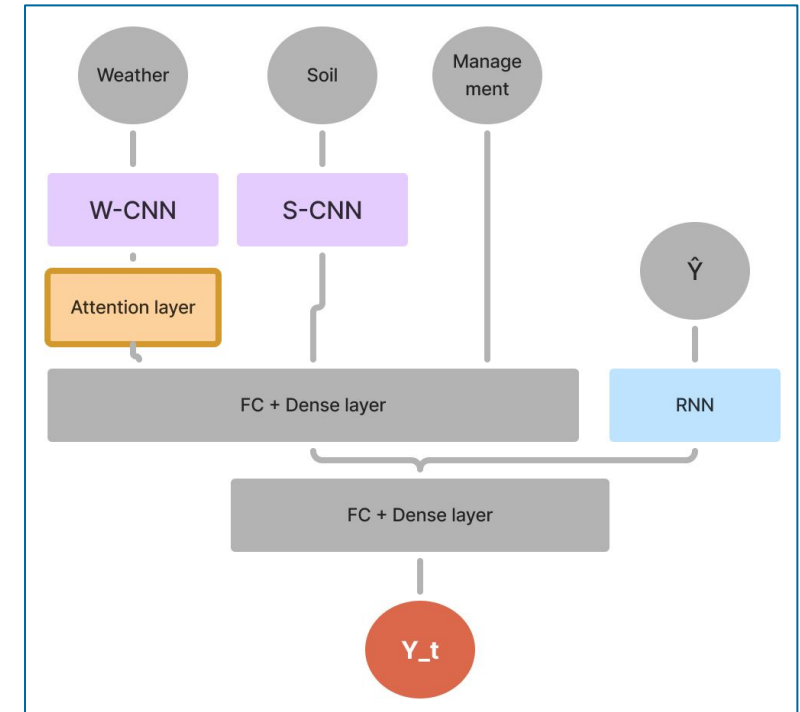 Weather
Soil
Manage
ment
W-CNN
S-CNN
Ŷ
Attention layer
FC + Dense layer
RNN
FC + Dense layer
Y_t